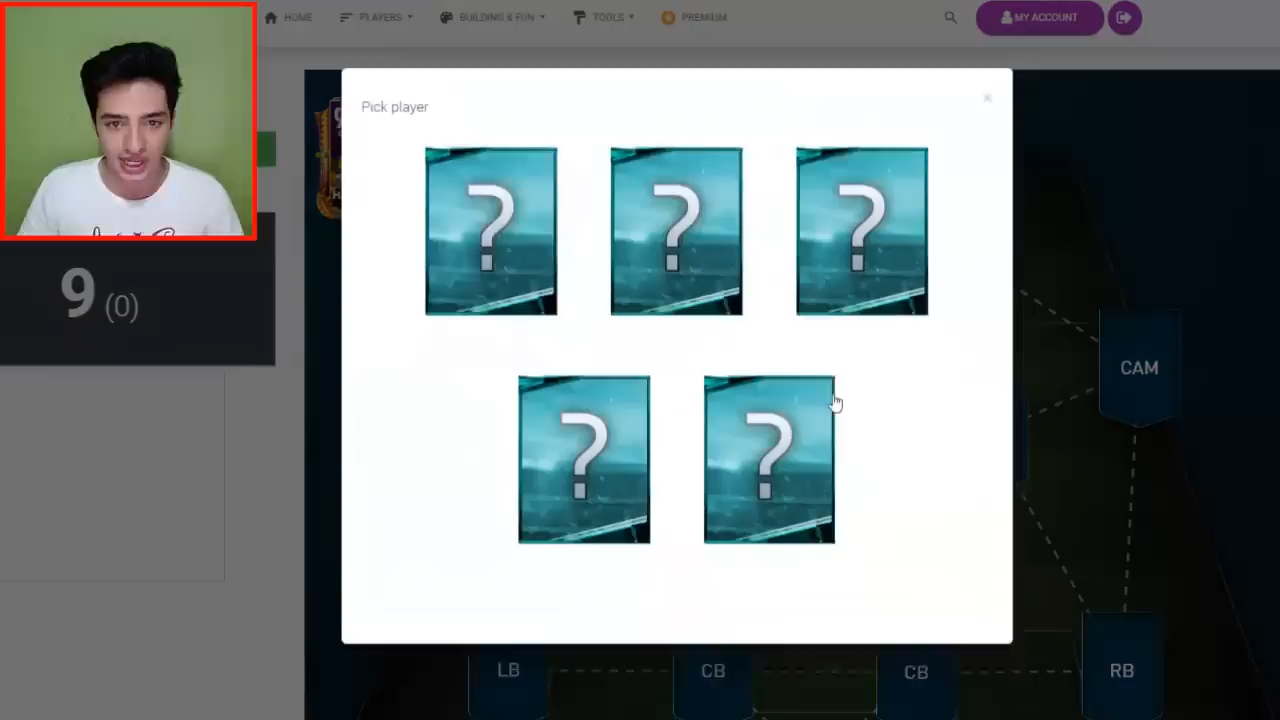 HOME PLAYERS BUILDING & FUN TOOLS PREMIUM MY ACCOUNT
Pick player
? ? ?
9 (0)
CAM
? ?
LB CB CB RB